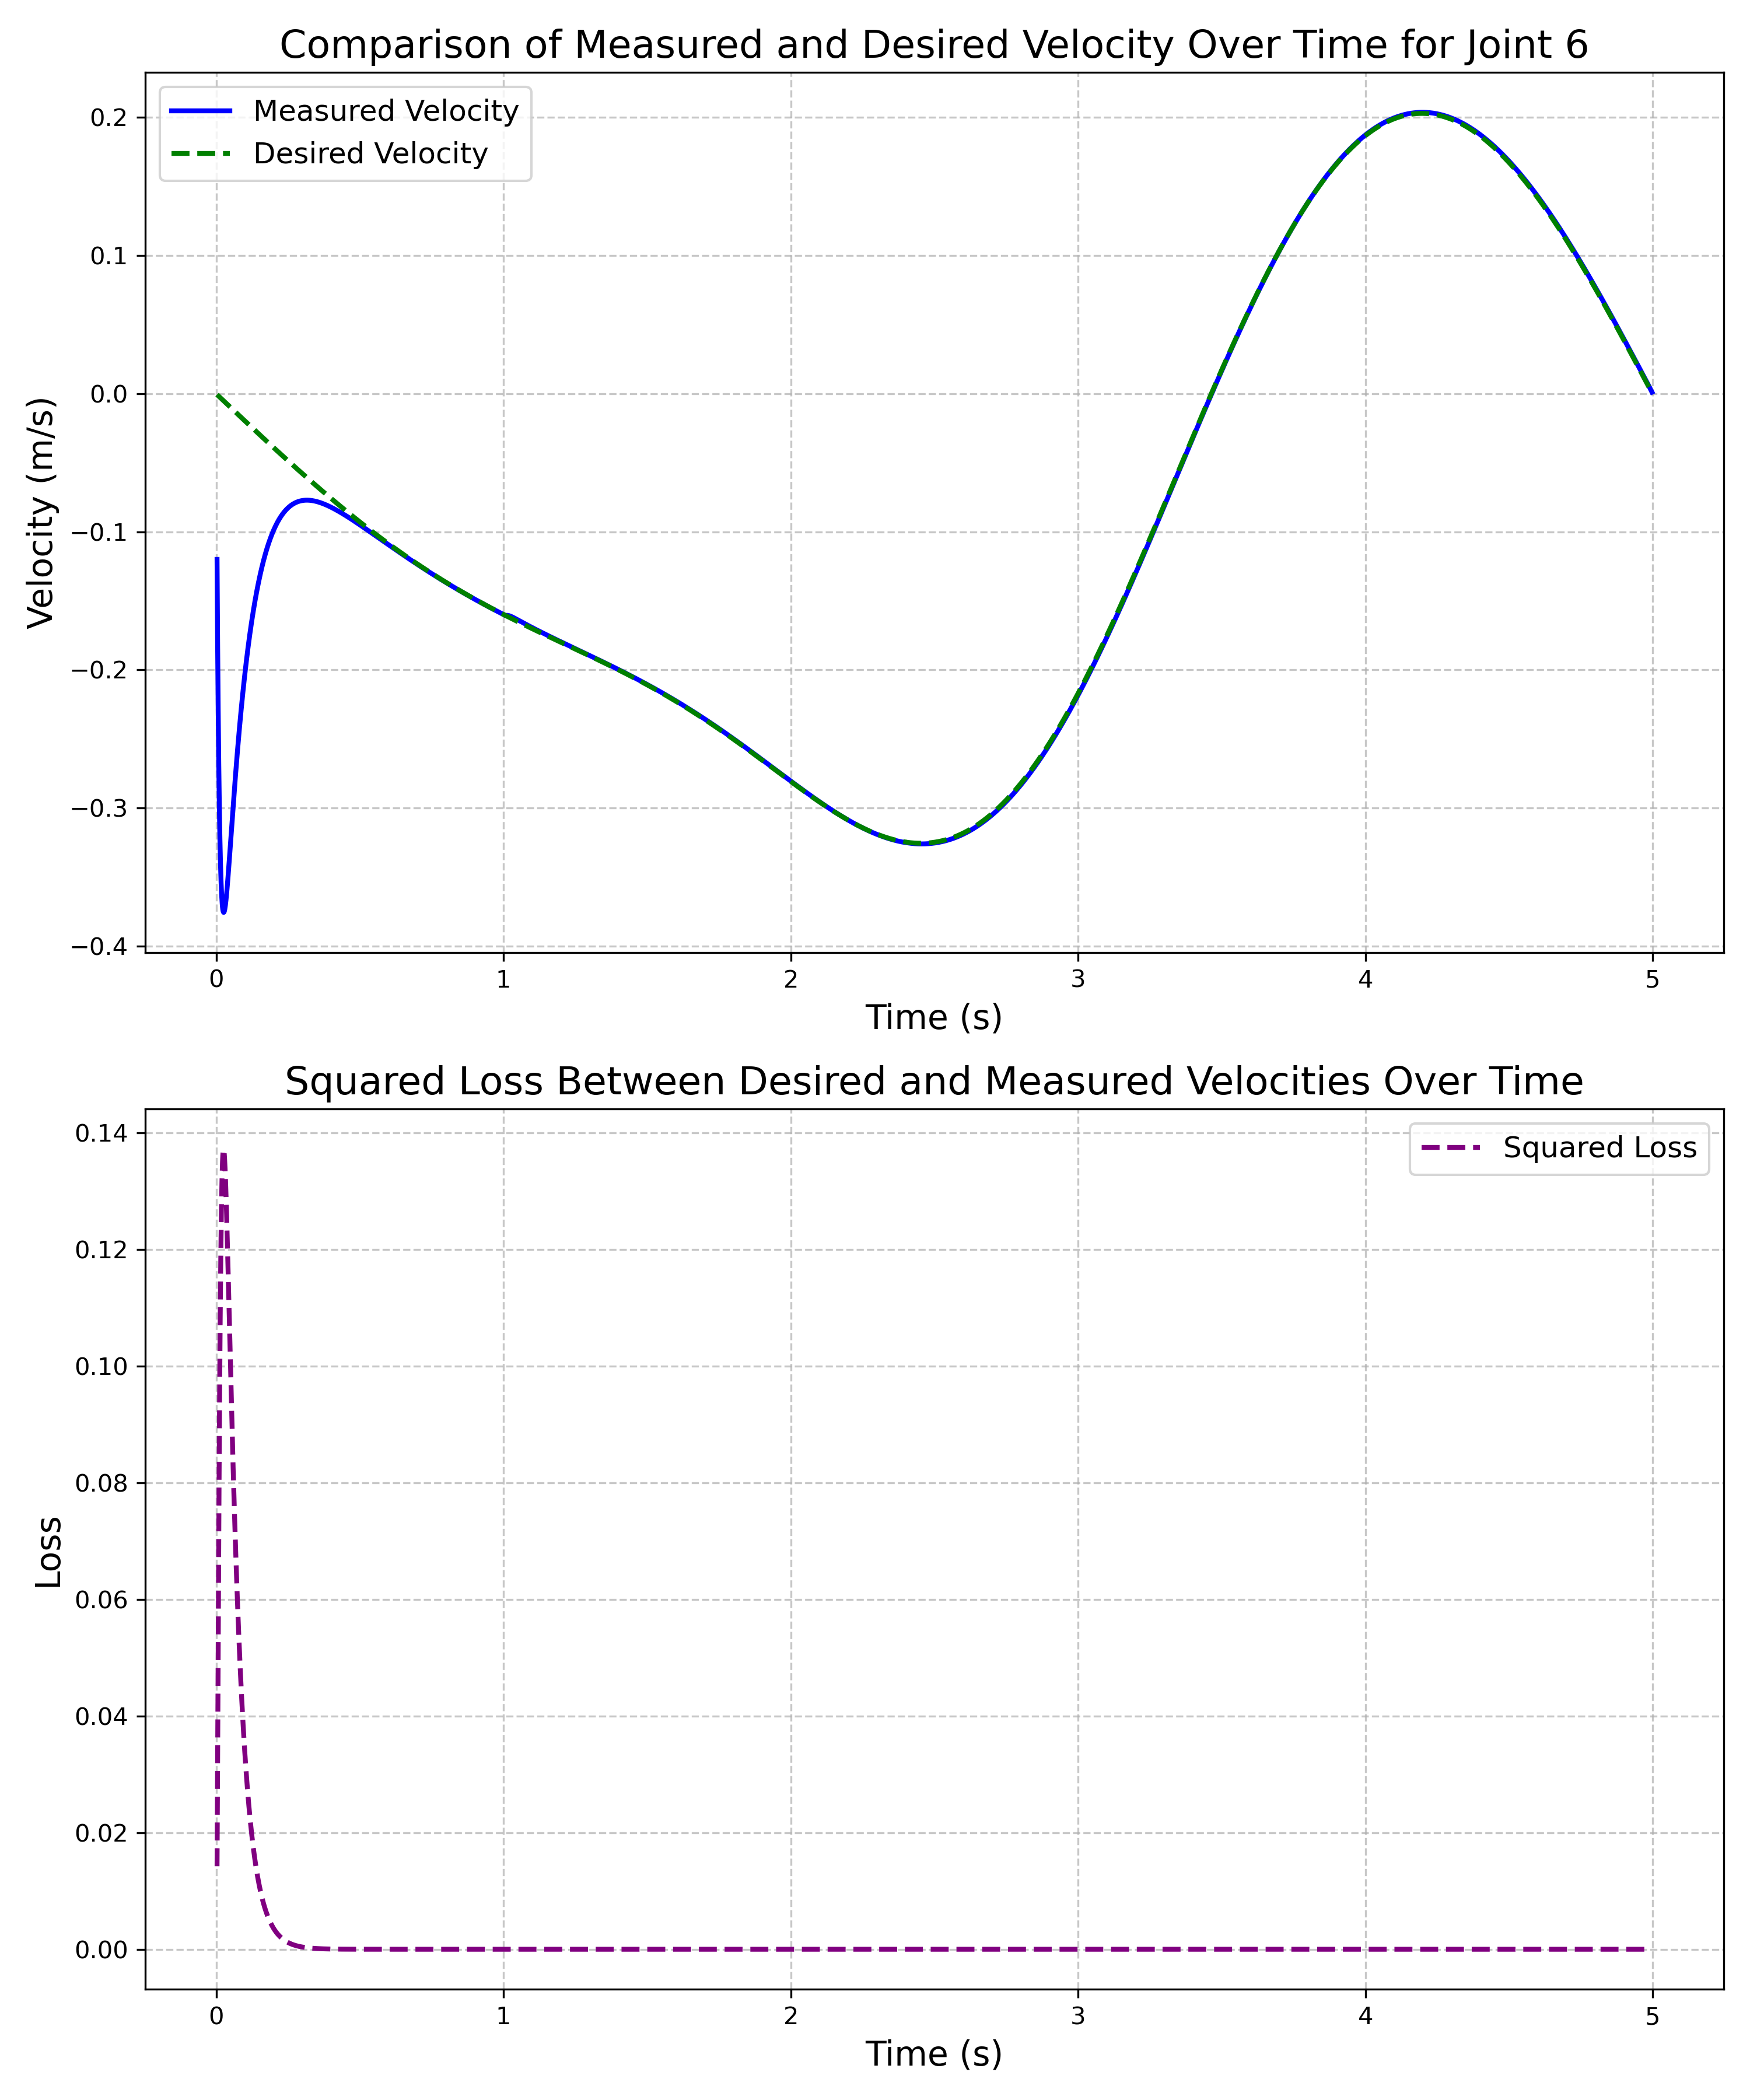 Comparison of Measured and Desired Velocity Over Time for Joint 6
Measured Velocity
Desired Velocity
Velocity (m/s)
0.2
0.1
0.0
−0.1
−0.2
−0.3
−0.4
0 1 2 3 4 5
Time (s)
Squared Loss Between Desired and Measured Velocities Over Time
Squared Loss
Loss
0.14
0.12
0.10
0.08
0.06
0.04
0.02
0.00
0 1 2 3 4 5
Time (s)